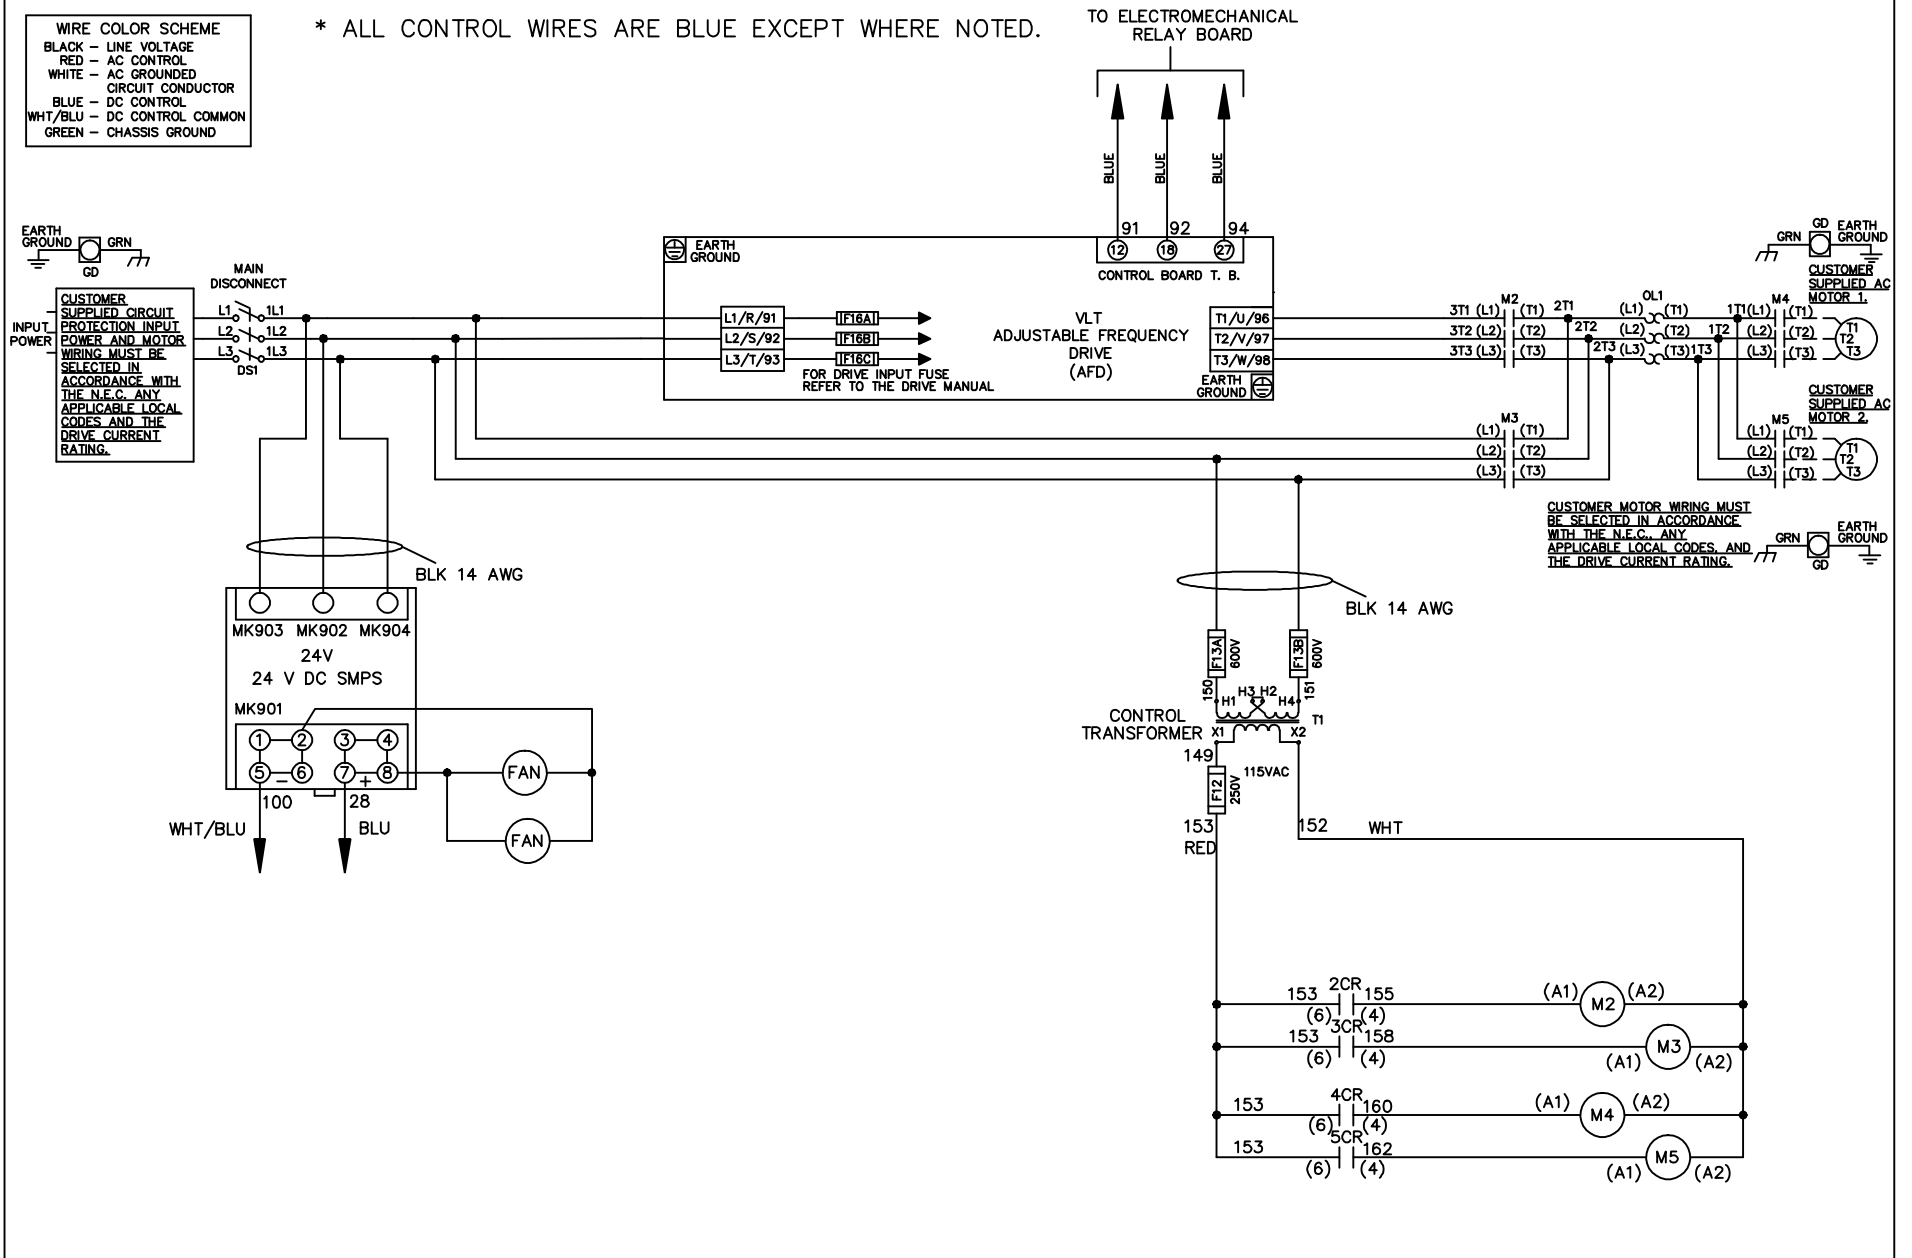 WIRE COLOR SCHEME
BLACK – LINE VOLTAGE
RED – AC CONTROL
WHITE – AC GROUNDED
CIRCUIT CONDUCTOR
BLUE – DC CONTROL
WHT/BLU – DC CONTROL COMMON
GREEN – CHASSIS GROUND
* ALL CONTROL WIRES ARE BLUE EXCEPT WHERE NOTED.
TO ELECTROMECHANICAL
RELAY BOARD
BLUE
BLUE
BLUE
91 92 94
12 18 27
CONTROL BOARD T. B.
EARTH
GROUND
GRN
GD
MAIN
DISCONNECT
L1 1L1
L2 1L2
L3 1L3
DS1
INPUT
POWER
CUSTOMER
SUPPLIED CIRCUIT
PROTECTION INPUT
POWER AND MOTOR
WIRING MUST BE
SELECTED IN
ACCORDANCE WITH
THE N.E.C. ANY
APPLICABLE LOCAL
CODES AND THE
DRIVE CURRENT
RATING.
EARTH
GROUND
L1/R/91
L2/S/92
L3/T/93
IF16A
IF16B
IF16C
FOR DRIVE INPUT FUSE
REFER TO THE DRIVE MANUAL
VLT
ADJUSTABLE FREQUENCY
DRIVE
(AFD)
T1/U/96
T2/V/97
T3/W/98
EARTH
GROUND
M2
3T1 (L1) (T1) 2T1
3T2 (L2) (T2) 2T2
3T3 (L3) (T3) 2T3
OL1
(L1) (T1) 1T1
(L2) (T2) 1T2
(L3) (T3) 1T3
M4
(L1) (T1)
(L2) (T2)
(L3) (T3)
T1
T2
T3
GD
GRN
EARTH
GROUND
CUSTOMER
SUPPLIED AC
MOTOR 1.
M3
(L1) (T1)
(L2) (T2)
(L3) (T3)
M5
(L1) (T1)
(L2) (T2)
(L3) (T3)
T1
T2
T3
CUSTOMER
SUPPLIED AC
MOTOR 2.
CUSTOMER MOTOR WIRING MUST
BE SELECTED IN ACCORDANCE
WITH THE N.E.C., ANY
APPLICABLE LOCAL CODES, AND
THE DRIVE CURRENT RATING.
GRN
EARTH
GROUND
GD
BLK 14 AWG
MK903 MK902 MK904
24V
24 V DC SMPS
MK901
1 2 3 4
5 – 6 7 + 8
100 28
WHT/BLU BLU
FAN
FAN
BLK 14 AWG
F13A
600V
F13B
600V
150
151
H1 H3 H2 H4
CONTROL
TRANSFORMER
X1 X2
T1
149
115VAC
F12
250V
153
RED
152 WHT
2CR
153 155
(6) (4)
(A1) M2 (A2)
3CR
153 158
(6) (4)
(A1) M3 (A2)
4CR
153 160
(6) (4)
(A1) M4 (A2)
5CR
153 162
(6) (4)
(A1) M5 (A2)